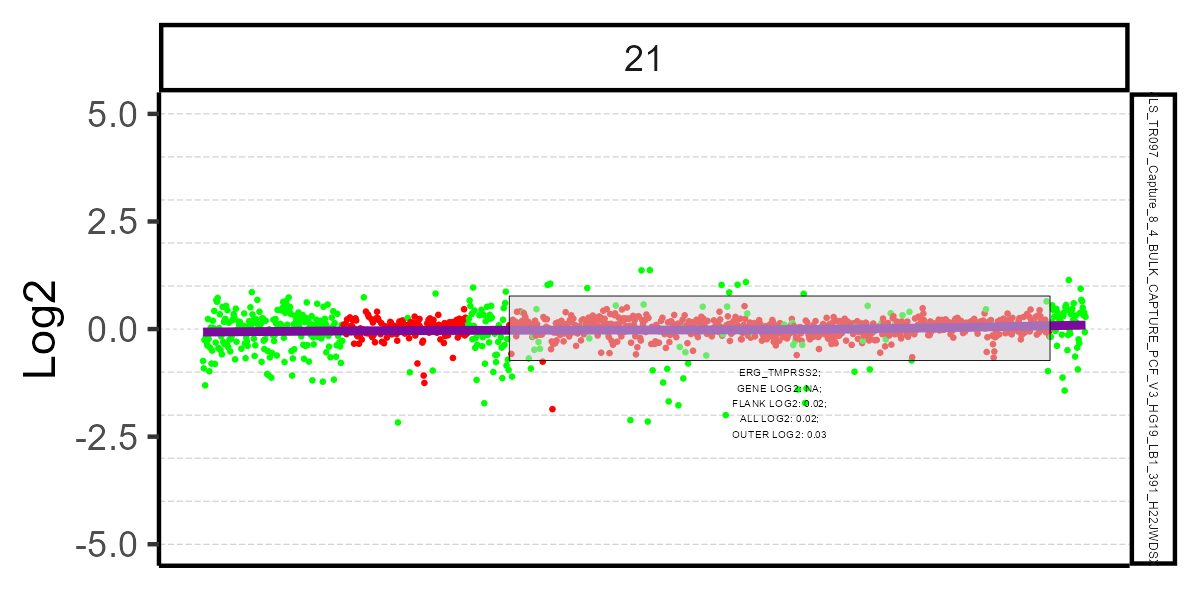 21
5.0
2.5
0.0
-2.5
-5.0
Log2
ERG_TMPRSS2;
GENE LOG2: NA;
FLANK LOG2: 0.02;
ALL LOG2: 0.02;
OUTER LOG2: 0.03
LS_TR097_Capture_8_4_BULK_CAPTURE_PCF_V3_HG19_LB1_391_H22JWDS